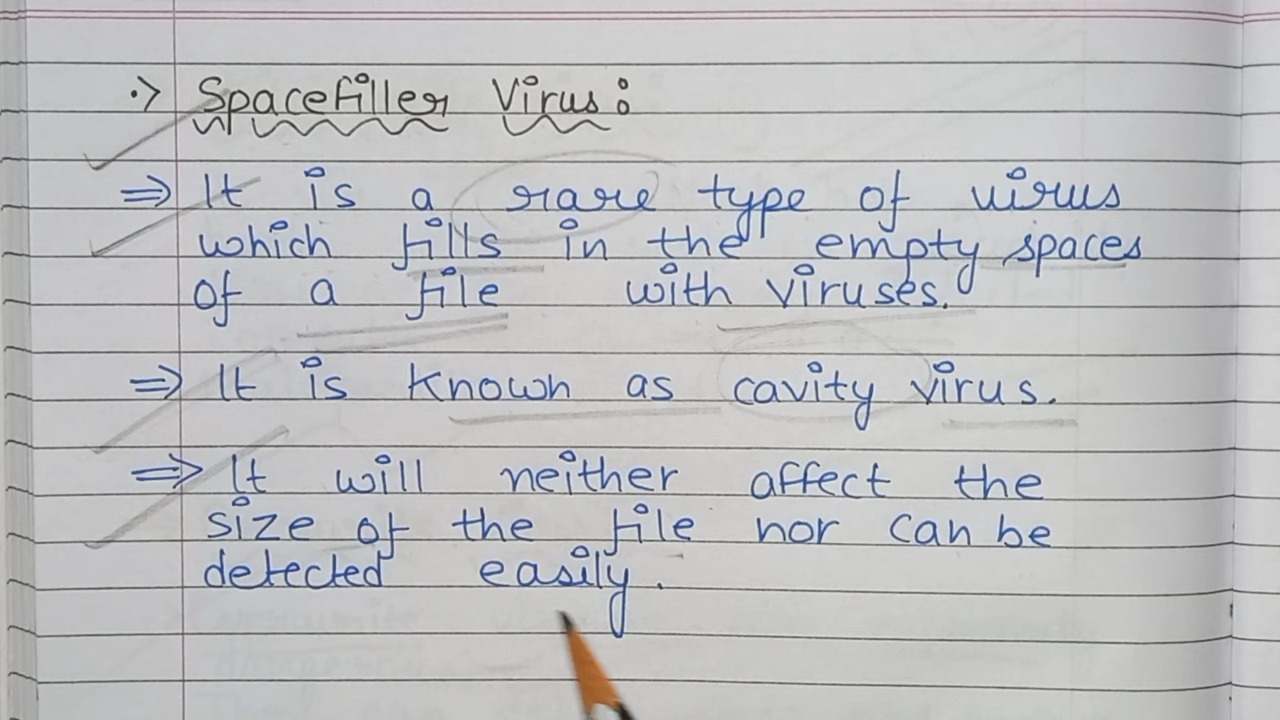 ·> Spacefiller Virus:
⇒ It is a rare type of virus
which fills in the empty spaces
of a file with viruses.
⇒ It is known as cavity virus.
⇒ It will neither affect the
size of the file nor can be
detected easily.